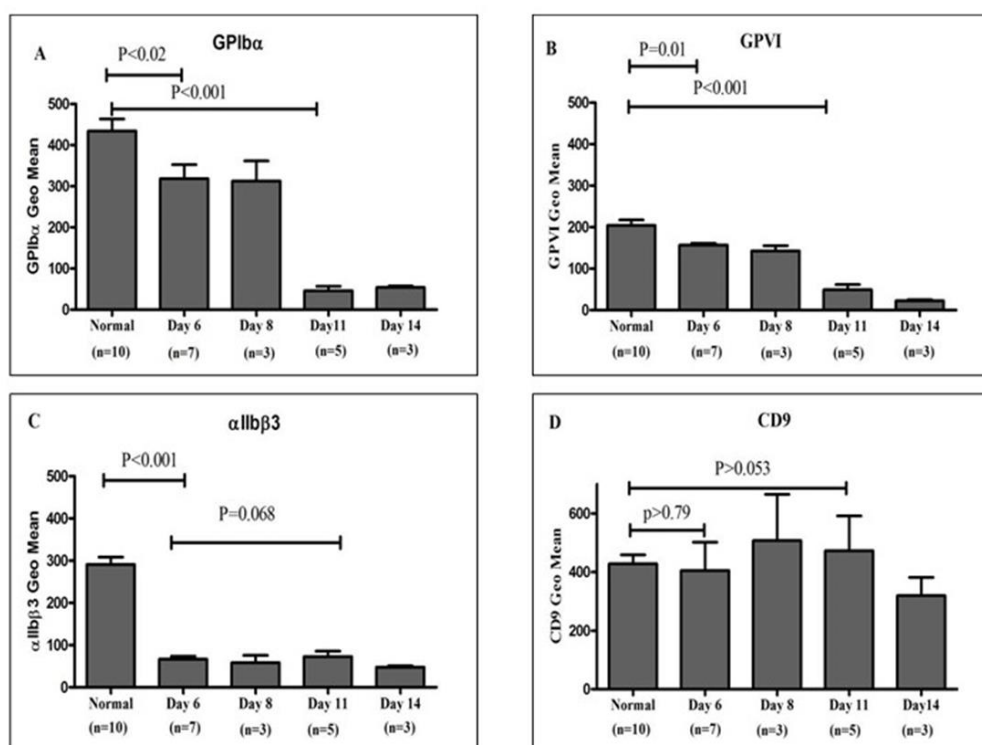 A
GPIbα
P<0.02
P<0.001
500
400
300
200
100
0
GPIbα Geo Mean
Normal Day 6 Day 8 Day11 Day 14
(n=10) (n=7) (n=3) (n=5) (n=3)
B
GPVI
P=0.01
P<0.001
500
400
300
200
100
0
GPVI Geo Mean
Normal Day 6 Day 8 Day 11 Day 14
(n=10) (n=7) (n=3) (n=5) (n=3)
C
αIIbβ3
P<0.001
P=0.068
500
400
300
200
100
0
αIIbβ3 Geo Mean
Normal Day 6 Day 8 Day 11 Day 14
(n=10) (n=7) (n=3) (n=5) (n=3)
D
CD9
P>0.053
p>0.79
600
400
200
0
CD9 Geo Mean
Normal Day 6 Day 8 Day 11 Day14
(n=10) (n=7) (n=3) (n=5) (n=3)